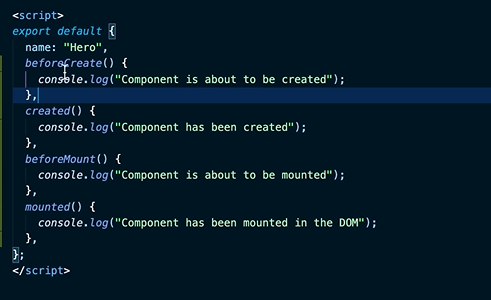 <script>
export default {
  name: "Hero",
  beforeCreate() {
    console.log("Component is about to be created");
  },
  created() {
    console.log("Component has been created");
  },
  beforeMount() {
    console.log("Component is about to be mounted");
  },
  mounted() {
    console.log("Component has been mounted in the DOM");
  },
};
</script>